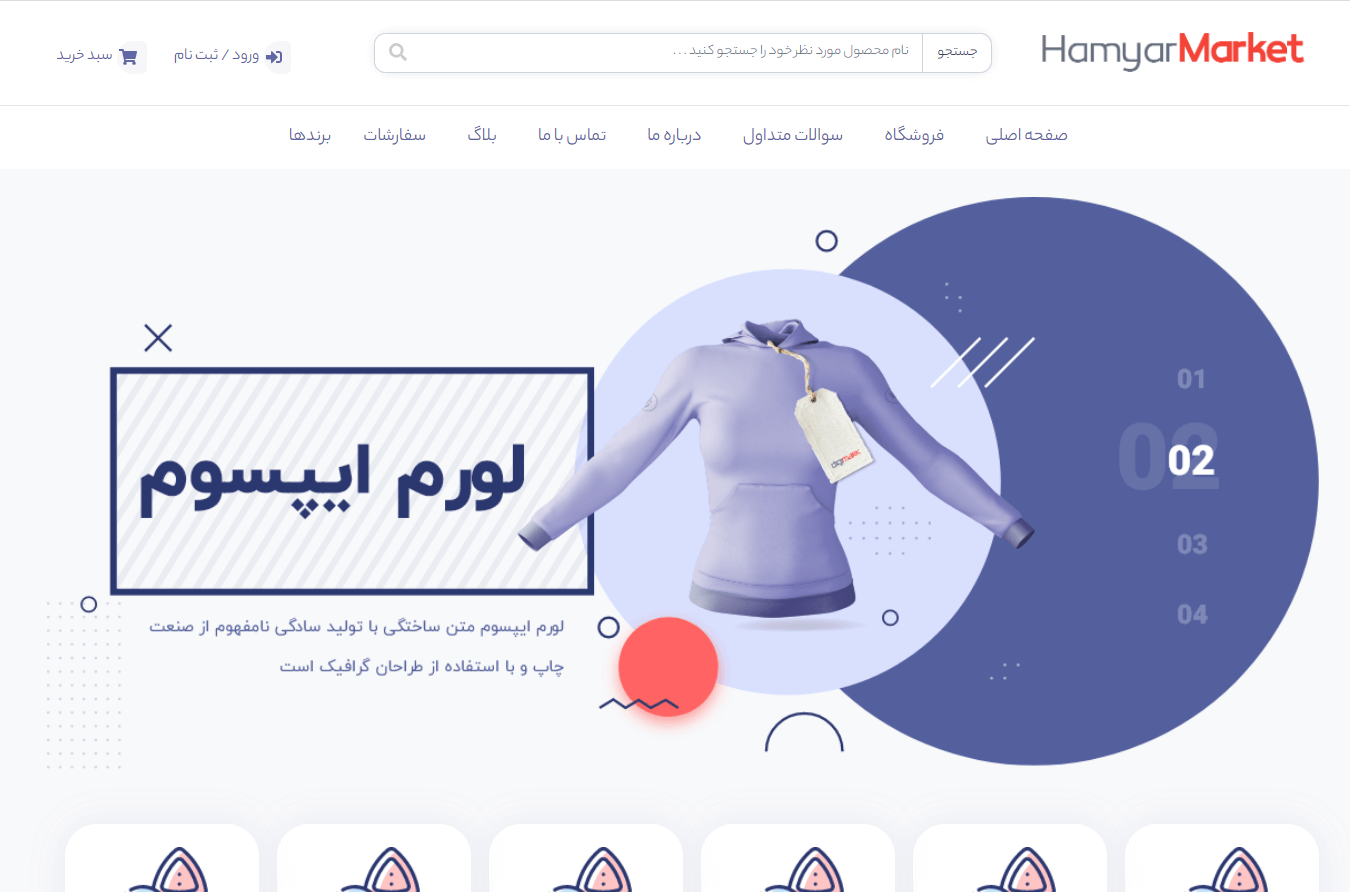 HamyarMarket
جستجو
نام محصول مورد نظر خود را جستجو کنید ...
ورود / ثبت نام
سبد خرید
صفحه اصلی
فروشگاه
سوالات متداول
درباره ما
تماس با ما
بلاگ
سفارشات
برندها
01
02
02
03
04
لورم ایپسوم
لورم ایپسوم متن ساختگی با تولید سادگی نامفهوم از صنعت
چاپ و با استفاده از طراحان گرافیک است